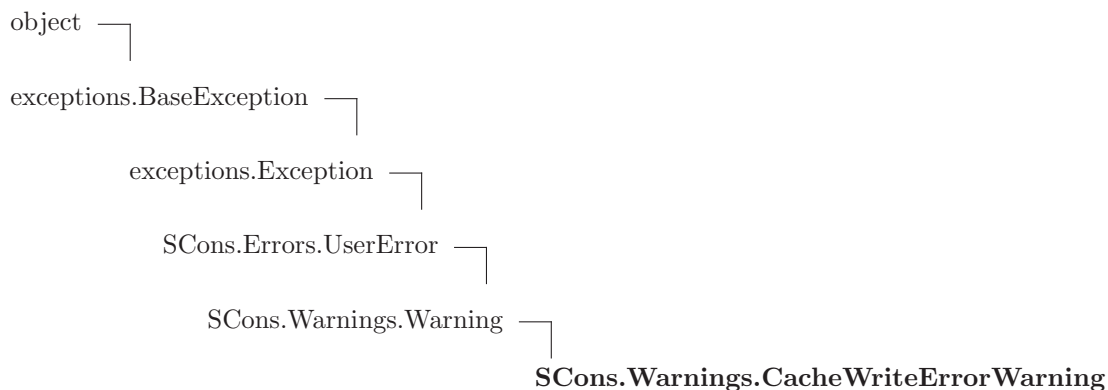 object
exceptions.BaseException
exceptions.Exception
SCons.Errors.UserError
SCons.Warnings.Warning
SCons.Warnings.CacheWriteErrorWarning